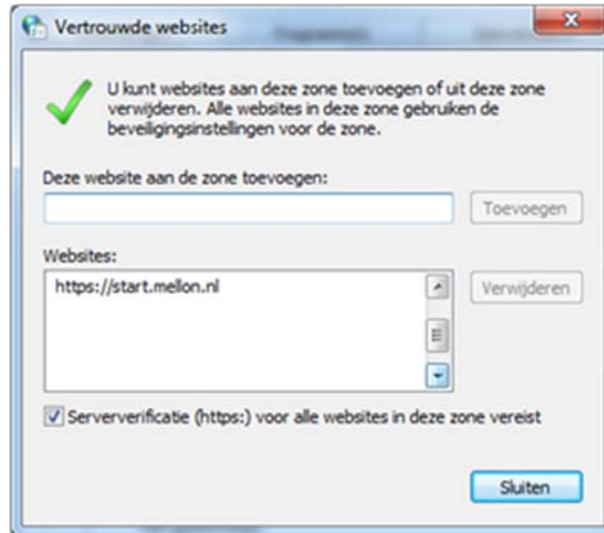 Vertrouwde websites
U kunt websites aan deze zone toevoegen of uit deze zone
verwijderen. Alle websites in deze zone gebruiken de
beveiligingsinstellingen voor de zone.
Deze website aan de zone toevoegen:
Toevoegen
Websites:
https://start.mellon.nl
Verwijderen
Serververificatie (https:) voor alle websites in deze zone vereist
Sluiten